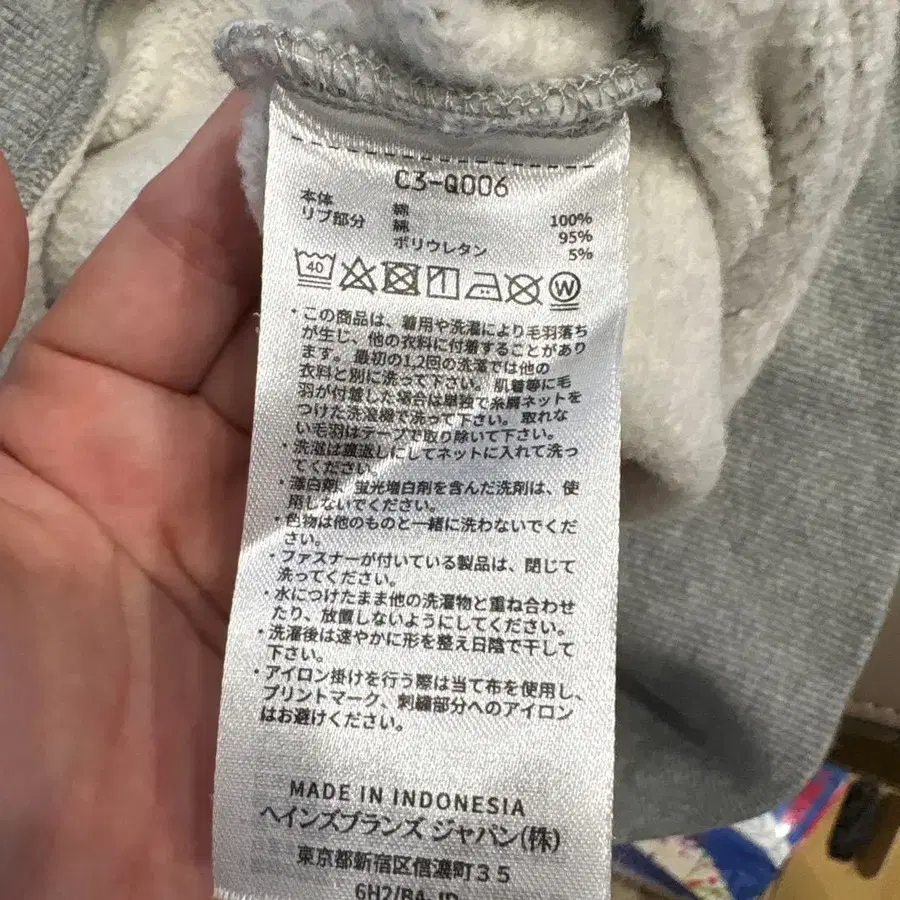 C3-Q006
本体 綿 100%
リブ部分 綿 95%
ポリウレタン 5%
40 W
・この商品は、着用や洗濯により毛羽落ち
が生じ、他の衣料に付着することがあり
ます。最初の1,2回の洗濯では他の
衣料と別に洗って下さい。肌着等に毛
羽が付着した場合は単独で糸屑ネットを
つけた洗濯機で洗って下さい。取れな
い毛羽はテープで取り除いて下さい。
・洗濯は裏返しにしてネットに入れて洗っ
てください。
・漂白剤、蛍光増白剤を含んだ洗剤は、使
用しないでください。
・色物は他のものと一緒に洗わないでくだ
さい。
・ファスナーが付いている製品は、閉じて
洗ってください。
・水につけたまま他の洗濯物と重ね合わせ
たり、放置しないようにしてください。
・洗濯後は速やかに形を整え日陰で干して
下さい。
・アイロン掛けを行う際は当て布を使用し、
プリントマーク、刺繍部分へのアイロン
はお避けください。
MADE IN INDONESIA
ヘインズブランズ ジャパン(株)
東京都新宿区信濃町35
6H2/BA-ID